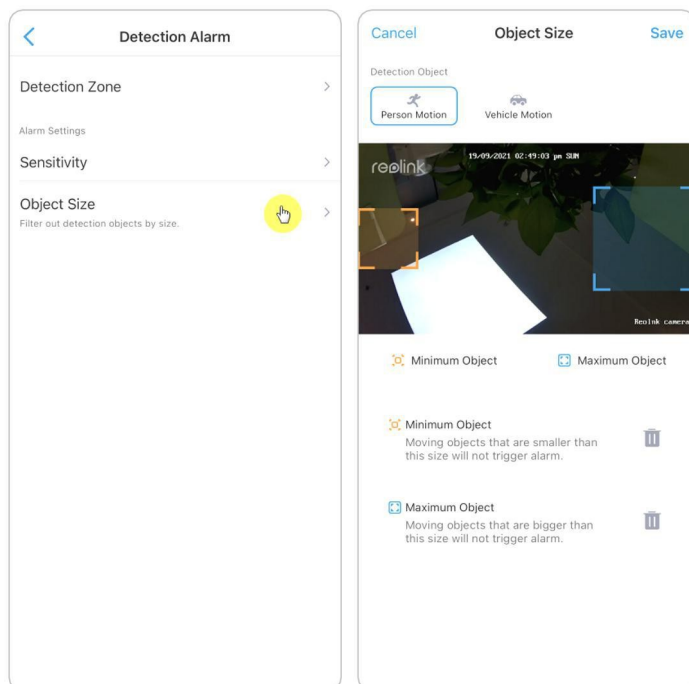 Detection Alarm
Detection Zone
Alarm Settings
Sensitivity
Object Size
Filter out detection objects by size.
Cancel
Object Size
Save
Detection Object
Person Motion
Vehicle Motion
reolink
19/09/2021 02:49:03 pm SUN
Reolnk camera
Minimum Object
Maximum Object
Minimum Object
Moving objects that are smaller than
this size will not trigger alarm.
Maximum Object
Moving objects that are bigger than
this size will not trigger alarm.